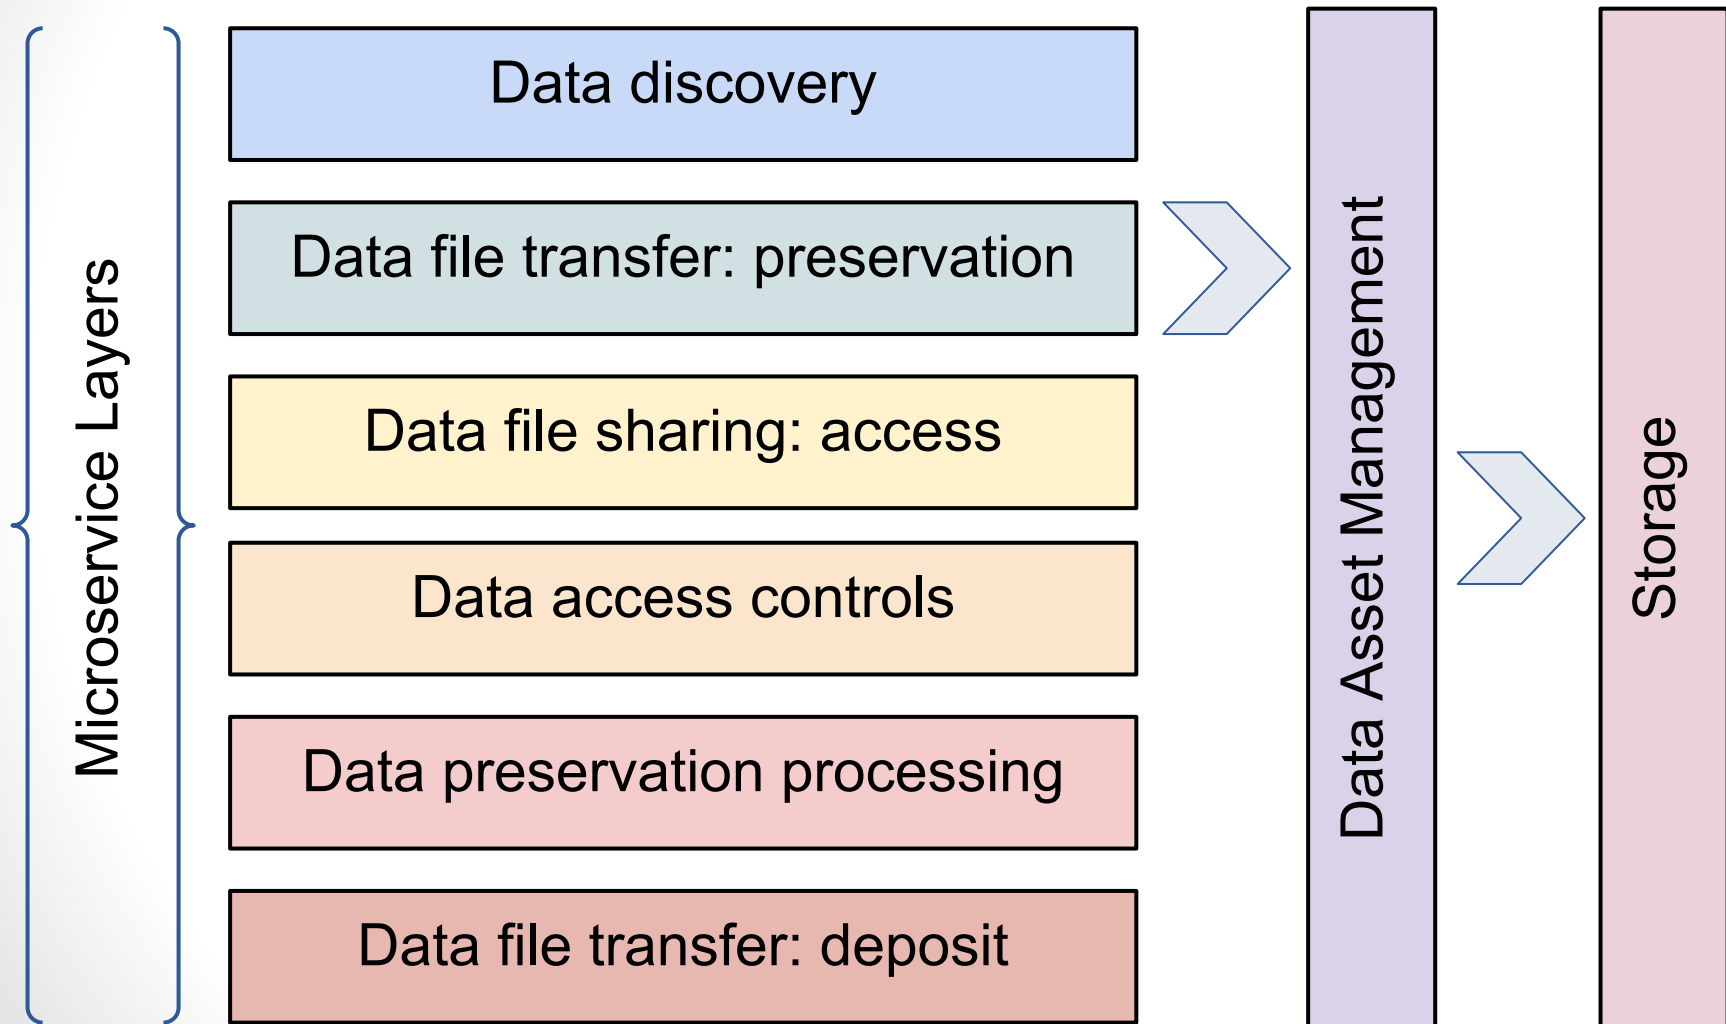 Microservice Layers
Data discovery
Data file transfer: preservation
Data file sharing: access
Data access controls
Data preservation processing
Data file transfer: deposit
Data Asset Management
Storage